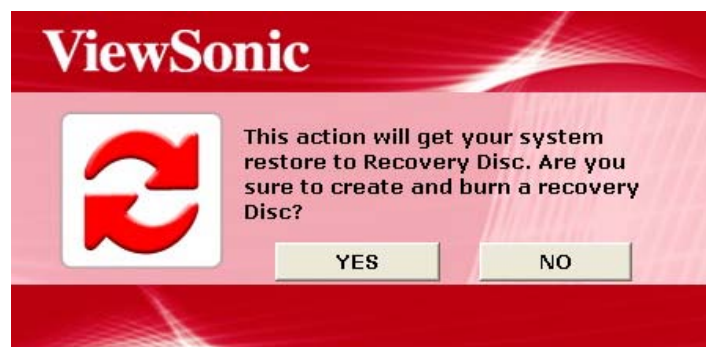 ViewSonic
This action will get your system
restore to Recovery Disc. Are you
sure to create and burn a recovery
Disc?
YES NO